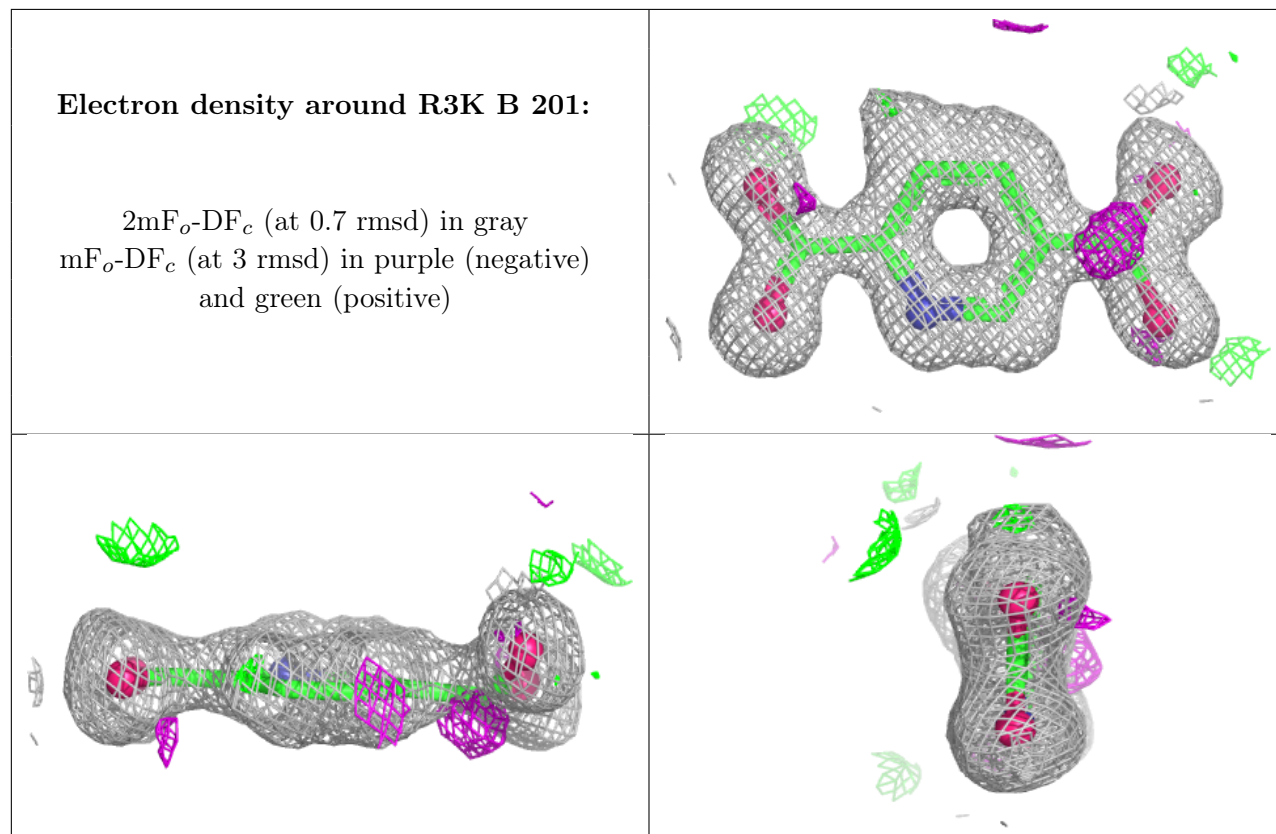 Electron density around R3K B 201:
2mFo-DFc (at 0.7 rmsd) in gray
mFo-DFc (at 3 rmsd) in purple (negative)
and green (positive)